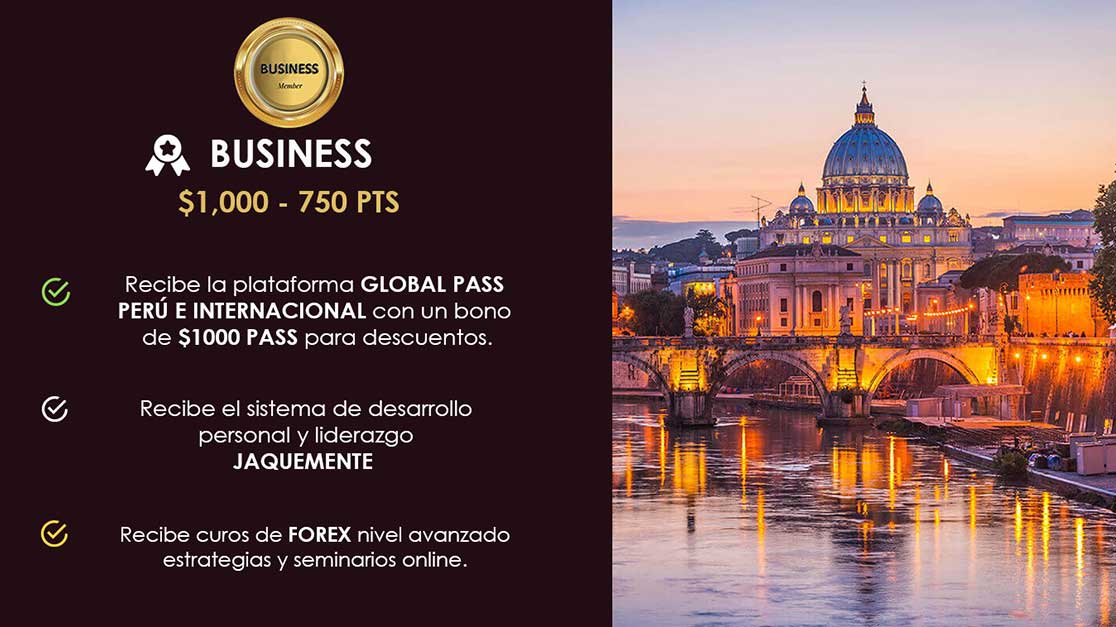 BUSINESS
Member
BUSINESS
$1,000 - 750 PTS
Recibe la plataforma GLOBAL PASS
PERÚ E INTERNACIONAL con un bono
de $1000 PASS para descuentos.
Recibe el sistema de desarrollo
personal y liderazgo
JAQUEMENTE
Recibe curos de FOREX nivel avanzado
estrategias y seminarios online.